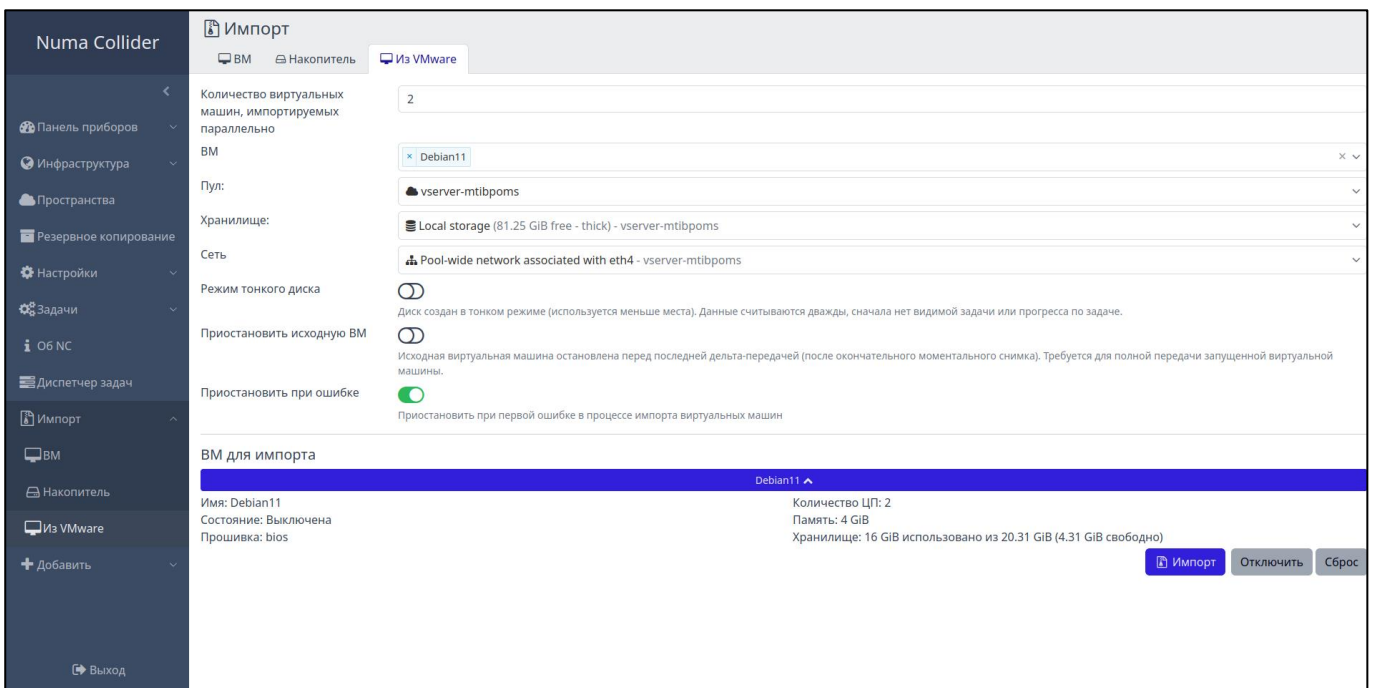 Numa Collider
Панель приборов
Инфраструктура
Пространства
Резервное копирование
Настройки
Задачи
Об NC
Диспетчер задач
Импорт
ВМ
Накопитель
Из VMware
Добавить
Выход
Импорт
ВМ
Накопитель
Из VMware
Количество виртуальных
машин, импортируемых
параллельно
2
ВМ
× Debian11
Пул:
vserver-mtibpoms
Хранилище:
Local storage (81.25 GiB free - thick) - vserver-mtibpoms
Сеть
Pool-wide network associated with eth4 - vserver-mtibpoms
Режим тонкого диска
Диск создан в тонком режиме (используется меньше места). Данные считываются дважды, сначала нет видимой задачи или прогресса по задаче.
Приостановить исходную ВМ
Исходная виртуальная машина остановлена перед последней дельта-передачей (после окончательного моментального снимка). Требуется для полной передачи запущенной виртуальной
машины.
Приостановить при ошибке
Приостановить при первой ошибке в процессе импорта виртуальных машин
ВМ для импорта
Debian11
Имя: Debian11
Состояние: Выключена
Прошивка: bios
Количество ЦП: 2
Память: 4 GiB
Хранилище: 16 GiB использовано из 20.31 GiB (4.31 GiB свободно)
Импорт
Отключить
Сброс